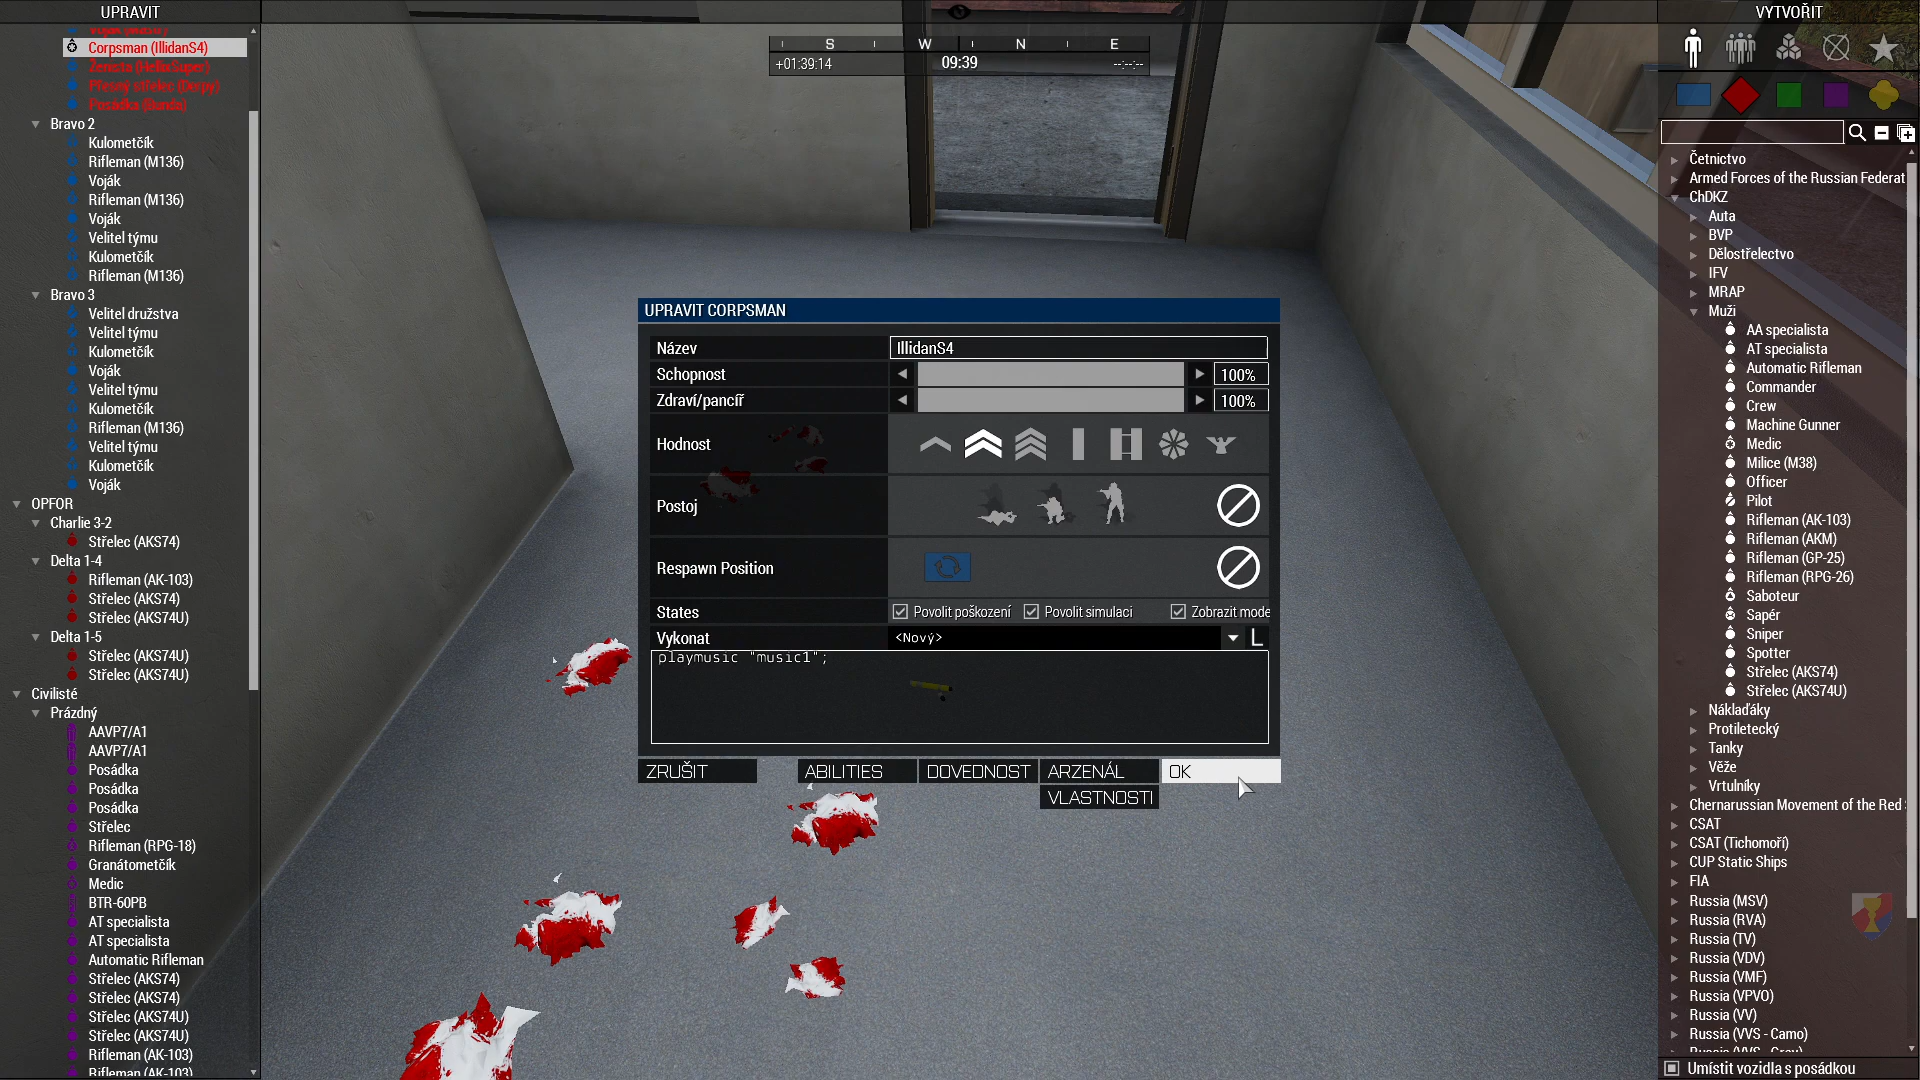 UPRAVIT
Corpsman (IllidanS4)
Ženista (HelloSuper)
Přesný střelec (Derpy)
Posádka (Bunda)
Bravo 2
Kulometčík
Rifleman (M136)
Voják
Rifleman (M136)
Voják
Velitel týmu
Kulometčík
Rifleman (M136)
Bravo 3
Velitel družstva
Velitel týmu
Kulometčík
Voják
Velitel týmu
Kulometčík
Rifleman (M136)
Velitel týmu
Kulometčík
Voják
OPFOR
Charlie 3-2
Střelec (AKS74)
Delta 1-4
Rifleman (AK-103)
Střelec (AKS74)
Střelec (AKS74U)
Delta 1-5
Střelec (AKS74U)
Střelec (AKS74U)
Civilisté
Prázdný
AAVP7/A1
AAVP7/A1
Posádka
Posádka
Posádka
Střelec
Rifleman (RPG-18)
Granátometčík
Medic
BTR-60PB
AT specialista
AT specialista
Automatic Rifleman
Střelec (AKS74)
Střelec (AKS74)
Střelec (AKS74U)
Střelec (AKS74U)
Rifleman (AK-103)
Rifleman (AK-103)
S W N E
+01:39:14 09:39 --:--:--
UPRAVIT CORPSMAN
Název IllidanS4
Schopnost 100%
Zdraví/pancíř 100%
Hodnost
Postoj
Respawn Position
States Povolit poškození Povolit simulaci Zobrazit mode
Vykonat <Nový> L
playmusic "music1";
ZRUŠIT ABILITIES DOVEDNOST ARZENÁL OK
VLASTNOSTI
VYTVOŘIT
Četnictvo
Armed Forces of the Russian Federat
ChDKZ
Auta
BVP
Dělostřelectvo
IFV
MRAP
Muži
AA specialista
AT specialista
Automatic Rifleman
Commander
Crew
Machine Gunner
Medic
Milice (M38)
Officer
Pilot
Rifleman (AK-103)
Rifleman (AKM)
Rifleman (GP-25)
Rifleman (RPG-26)
Saboteur
Sapér
Sniper
Spotter
Střelec (AKS74)
Střelec (AKS74U)
Náklaďáky
Protiletecký
Tanky
Věže
Vrtulníky
Chernarussian Movement of the Red
CSAT
CSAT (Tichomoří)
CUP Static Ships
FIA
Russia (MSV)
Russia (RVA)
Russia (TV)
Russia (VDV)
Russia (VMF)
Russia (VPVO)
Russia (VV)
Russia (VVS - Camo)
Russia (VVS - Grey)
Umístit vozidla s posádkou